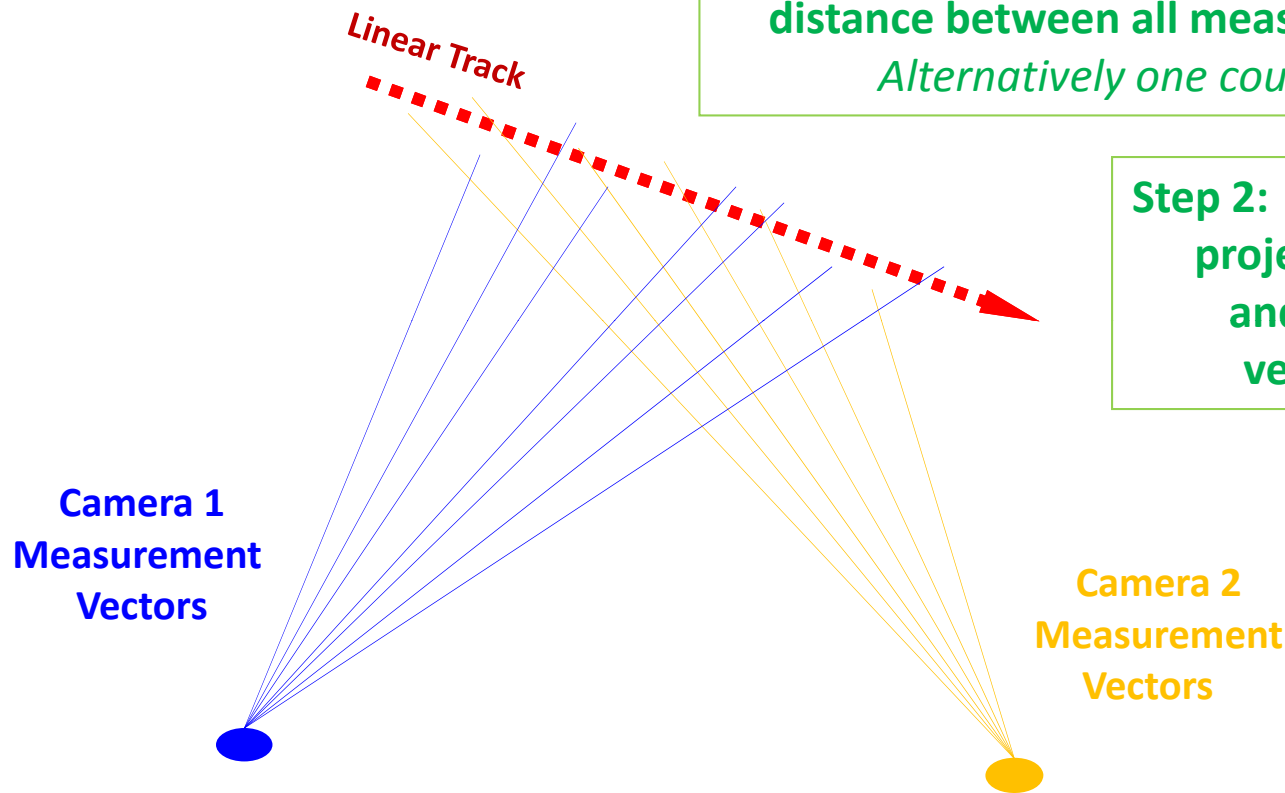 distance between all meas
Alternatively one cou
Linear Track
Step 2:
proje
and
ve
Camera 1
Measurement
Vectors
Camera 2
Measurement
Vectors